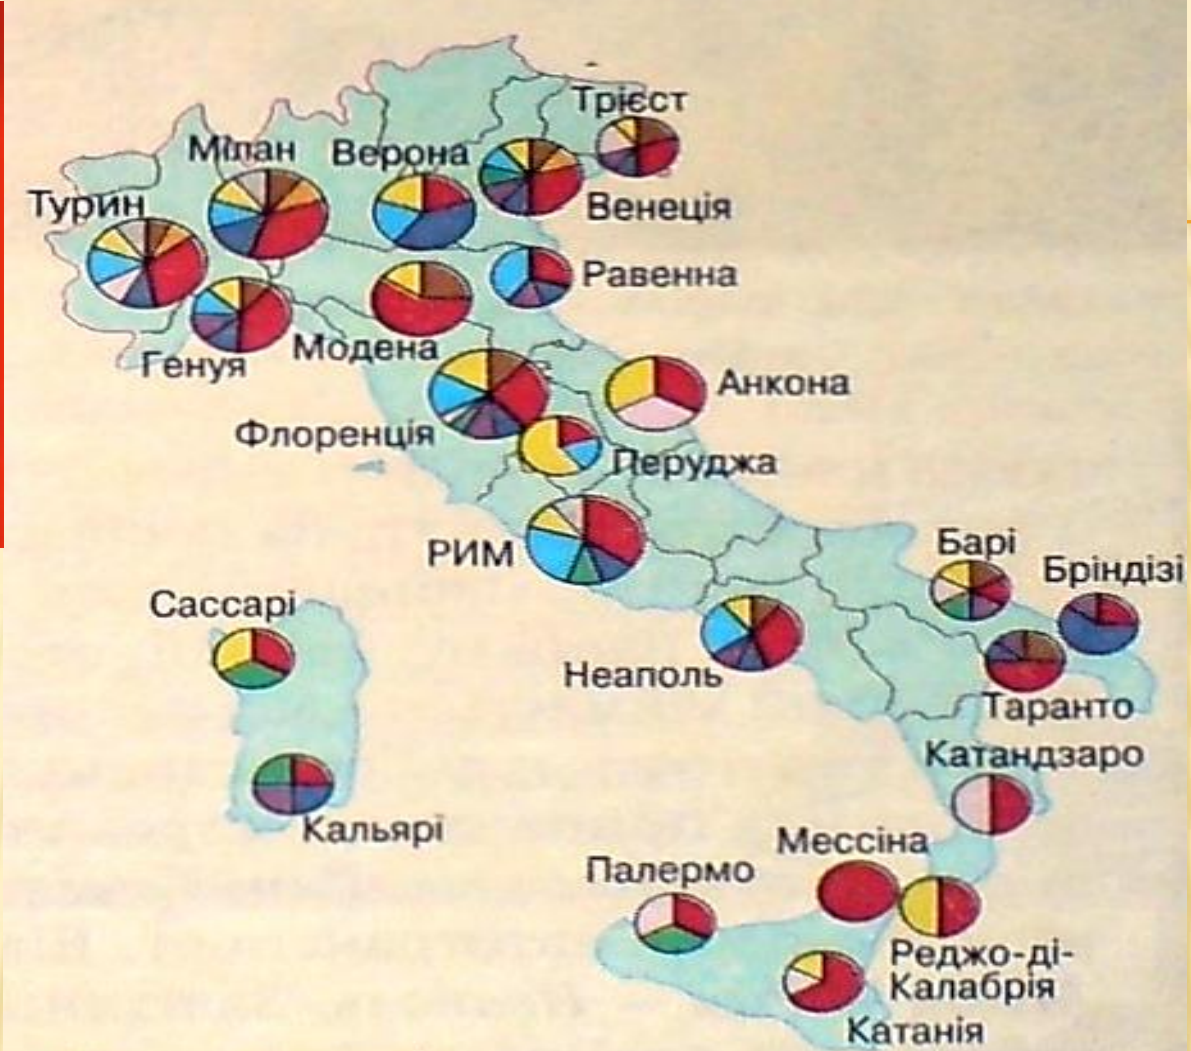 Трієст
Мілан
Верона
Турин
Венеція
Равенна
Генуя
Модена
Анкона
Флоренція
Перуджа
РИМ
Барі
Бріндізі
Сассарі
Неаполь
Таранто
Катандзаро
Кальярі
Мессіна
Палермо
Реджо-ді-
Калабрія
Катанія